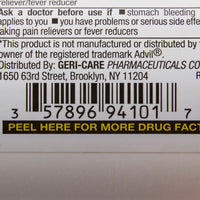 reliever/fever reducer
Ask a doctor before use if ■ stomach bleeding
applies to you ■ you have problems or serious side effe
aking pain relievers or fever reducers
*This product is not manufactured or distributed by
owner of the registered trademark Advil®.
Distributed By: GERI-CARE PHARMACEUTICALS CO
1650 63rd Street, Brooklyn, NY 11204
3 57896 94101 7
PEEL HERE FOR MORE DRUG FACT